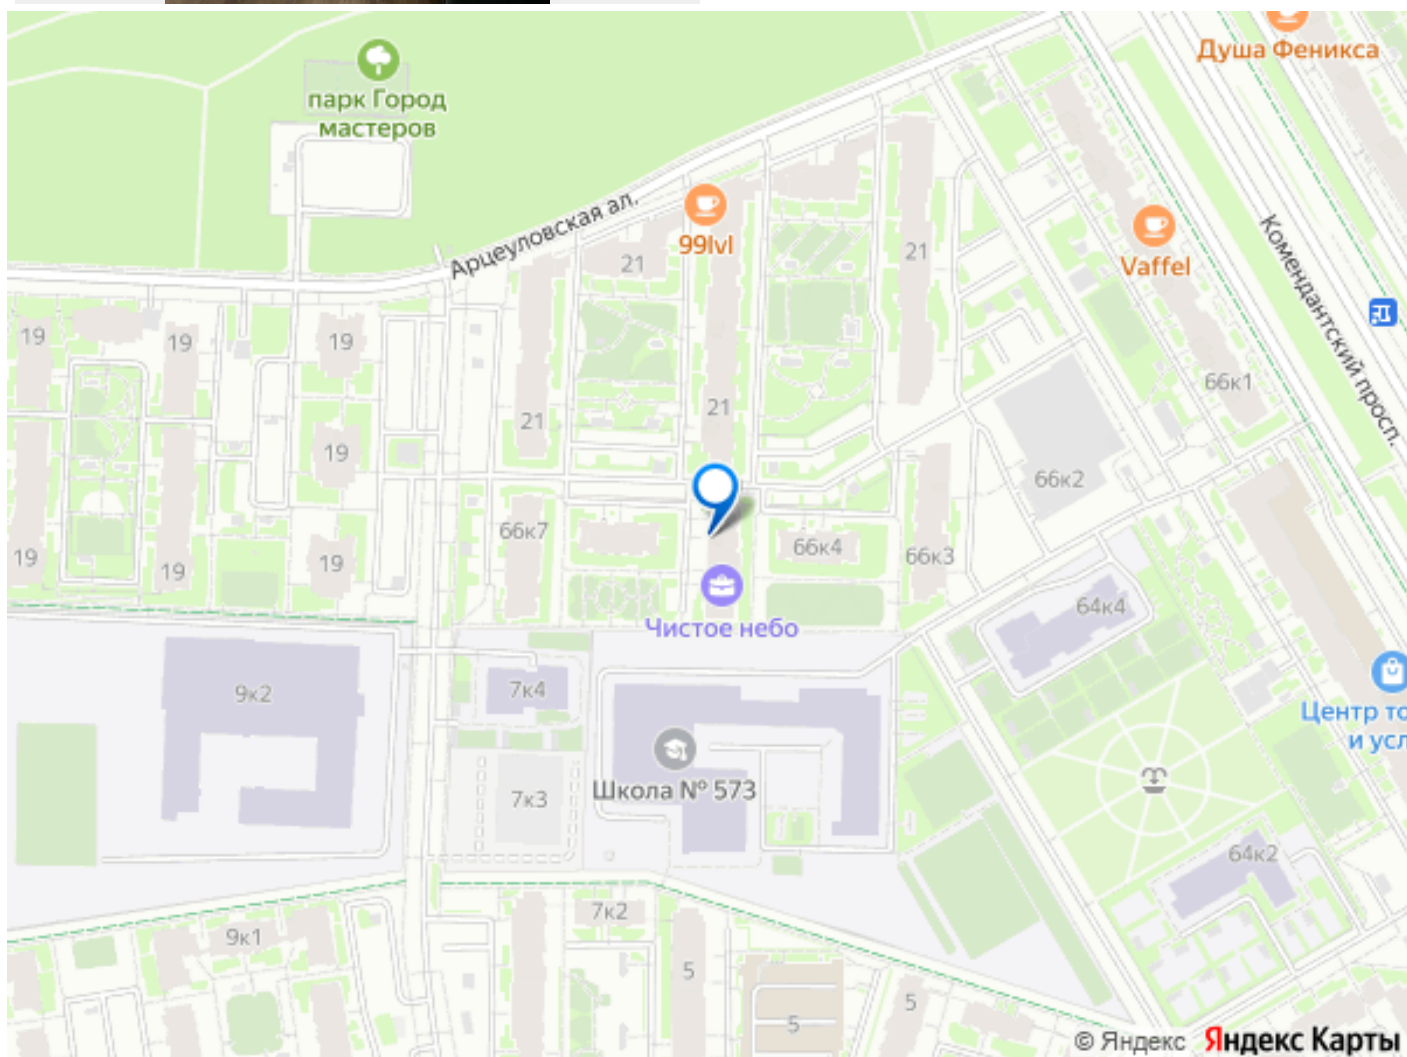 Душа Феникса
парк Город
мастеров
Арцеуловская ал.
99lvl
21
21
Vaffel
Комендантский просп.
19
19
19
66к1
21
21
19
66к2
66к7
66к4
66к3
19
19
19
64к4
Чистое небо
9к2
7к4
Центр то
и усл
Школа № 573
7к3
64к2
7к2
9к1
5
5
5
© Яндекс Яндекс Карты